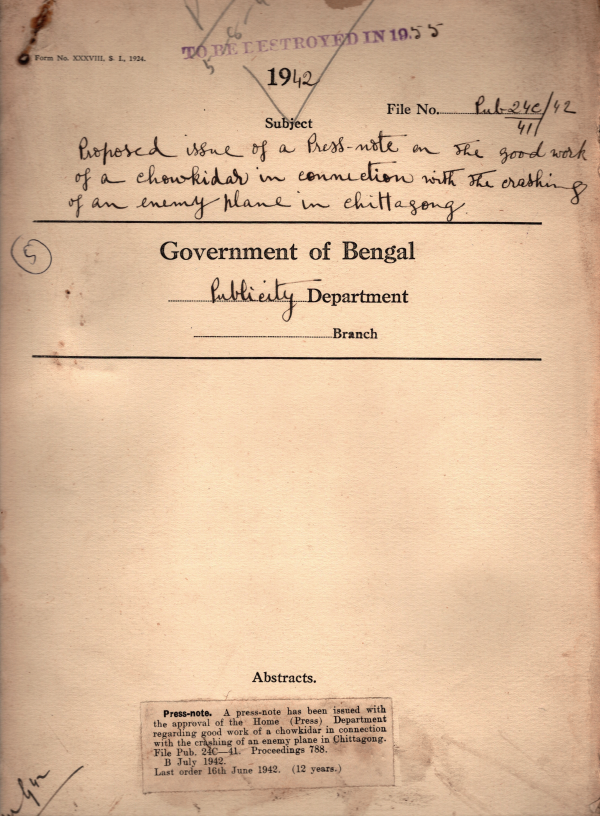 TO BE DESTROYED IN 1955
Form No. XXXVIII, S. I., 1924.
1942
File No. Pub 24C/42
41
Subject
Proposed issue of a Press-note on the good work
of a chowkidar in connection with the crashing
of an enemy plane in Chittagong
5
Government of Bengal
Publicity Department
Branch
Abstracts.
Press-note. A press-note has been issued with
the approval of the Home (Press) Department
regarding good work of a chowkidar in connection
with the crashing of an enemy plane in Chittagong.
File Pub. 24C—41. Proceedings 788.
B July 1942.
Last order 16th June 1942. (12 years.)